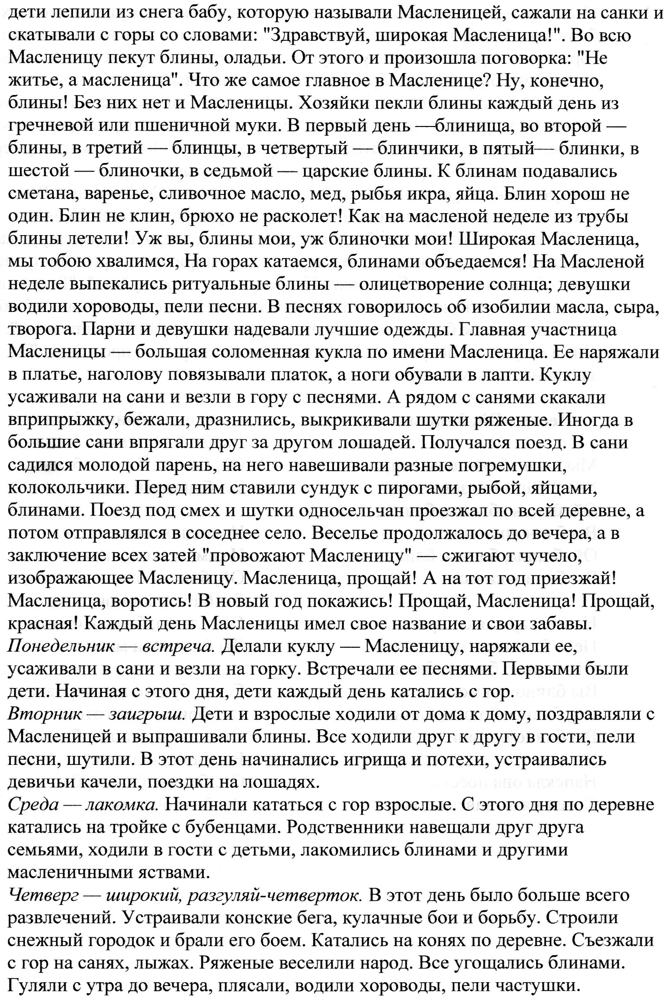 дети лепили из снега бабу, которую называли Масленицей, сажали на санки и
скатывали с горы со словами: "Здравствуй, широкая Масленица!". Во всю
Масленицу пекут блины, оладьи. От этого и произошла поговорка: "Не
житье, а масленица". Что же самое главное в Масленице? Ну, конечно,
блины! Без них нет и Масленицы. Хозяйки пекли блины каждый день из
гречневой или пшеничной муки. В первый день —блинища, во второй —
блины, в третий — блинцы, в четвертый — блинчики, в пятый— блинки, в
шестой — блиночки, в седьмой — царские блины. К блинам подавались
сметана, варенье, сливочное масло, мед, рыбья икра, яйца. Блин хорош не
один. Блин не клин, брюхо не расколет! Как на масленой неделе из трубы
блины летели! Уж вы, блины мои, уж блиночки мои! Широкая Масленица,
мы тобою хвалимся, На горах катаемся, блинами объедаемся! На Масленой
неделе выпекались ритуальные блины — олицетворение солнца; девушки
водили хороводы, пели песни. В песнях говорилось об изобилии масла, сыра,
творога. Парни и девушки надевали лучшие одежды. Главная участница
Масленицы — большая соломенная кукла по имени Масленица. Ее наряжали
в платье, наголову повязывали платок, а ноги обували в лапти. Куклу
усаживали на сани и везли в гору с песнями. А рядом с санями скакали
вприпрыжку, бежали, дразнились, выкрикивали шутки ряженые. Иногда в
большие сани впрягали друг за другом лошадей. Получался поезд. В сани
садился молодой парень, на него навешивали разные погремушки,
колокольчики. Перед ним ставили сундук с пирогами, рыбой, яйцами,
блинами. Поезд под смех и шутки односельчан проезжал по всей деревне, а
потом отправлялся в соседнее село. Веселье продолжалось до вечера, а в
заключение всех затей "провожают Масленицу" — сжигают чучело,
изображающее Масленицу. Масленица, прощай! А на тот год приезжай!
Масленица, воротись! В новый год покажись! Прощай, Масленица! Прощай,
красная! Каждый день Масленицы имел свое название и свои забавы.
Понедельник — встреча. Делали куклу — Масленицу, наряжали ее,
усаживали в сани и везли на горку. Встречали ее песнями. Первыми были
дети. Начиная с этого дня, дети каждый день катались с гор.
Вторник — заигрыш. Дети и взрослые ходили от дома к дому, поздравляли с
Масленицей и выпрашивали блины. Все ходили друг к другу в гости, пели
песни, шутили. В этот день начинались игрища и потехи, устраивались
девичьи качели, поездки на лошадях.
Среда — лакомка. Начинали кататься с гор взрослые. С этого дня по деревне
катались на тройке с бубенцами. Родственники навещали друг друга
семьями, ходили в гости с детьми, лакомились блинами и другими
масленичными яствами.
Четверг — широкий, разгуляй-четверток. В этот день было больше всего
развлечений. Устраивали конские бега, кулачные бои и борьбу. Строили
снежный городок и брали его боем. Катались на конях по деревне. Съезжали
с гор на санях, лыжах. Ряженые веселили народ. Все угощались блинами.
Гуляли с утра до вечера, плясали, водили хороводы, пели частушки.